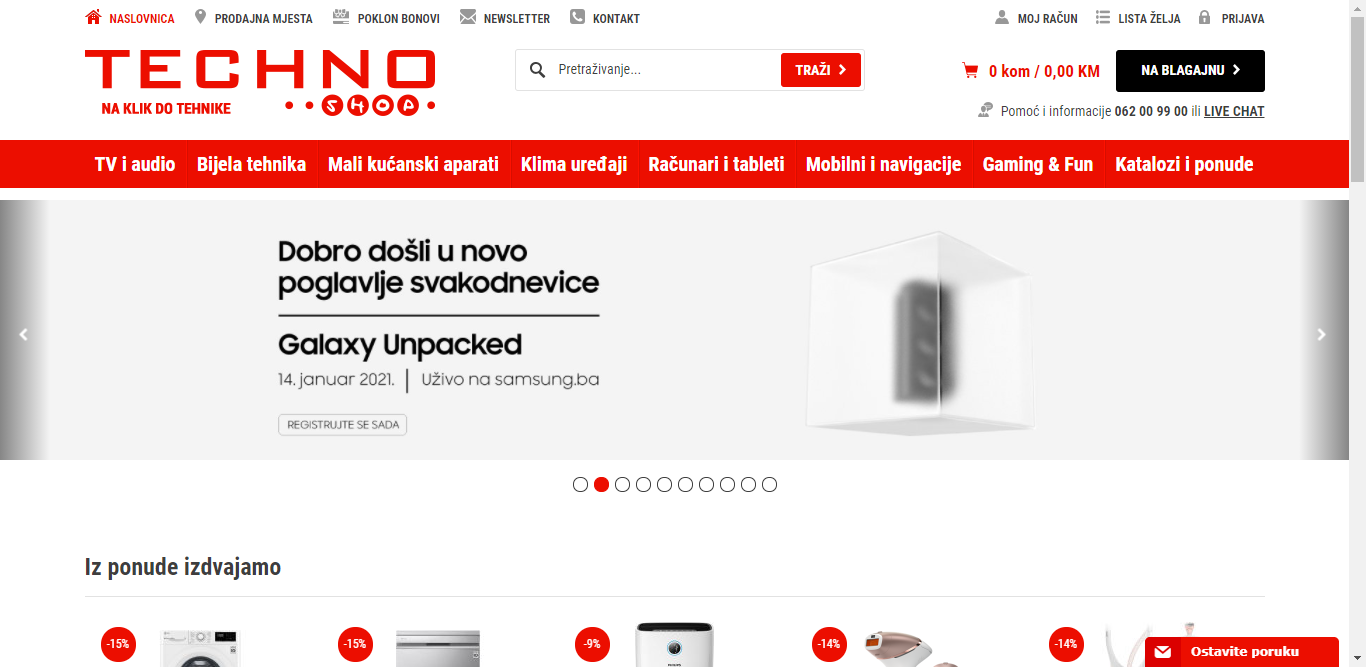 NASLOVNICA PRODAJNA MJESTA POKLON BONOVI NEWSLETTER KONTAKT MOJ RAČUN LISTA ŽELJA PRIJAVA
TECHNO
SHOP
NA KLIK DO TEHNIKE
Pretraživanje...
TRAŽI
0 kom / 0,00 KM
NA BLAGAJNU
Pomoć i informacije 062 00 99 00 ili LIVE CHAT
TV i audio Bijela tehnika Mali kućanski aparati Klima uređaji Računari i tableti Mobilni i navigacije Gaming & Fun Katalozi i ponude
Dobro došli u novo
poglavlje svakodnevice
Galaxy Unpacked
14. januar 2021. | Uživo na samsung.ba
REGISTRUJTE SE SADA
Iz ponude izdvajamo
-15% -15% -9% -14% -14%
PHILIPS
Ostavite poruku